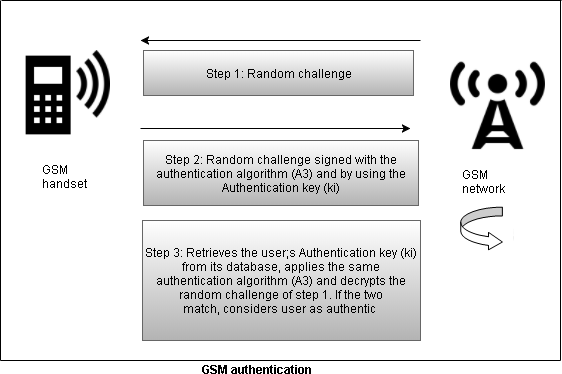 Step 1: Random challenge
GSM
handset
Step 2: Random challenge signed with the
authentication algorithm (A3) and by using the
Authentication key (ki)
GSM
network
Step 3: Retrieves the user;s Authentication key (ki)
from its database, applies the same
authentication algorithm (A3) and decrypts the
random challenge of step 1. If the two
match, considers user as authentic
GSM authentication